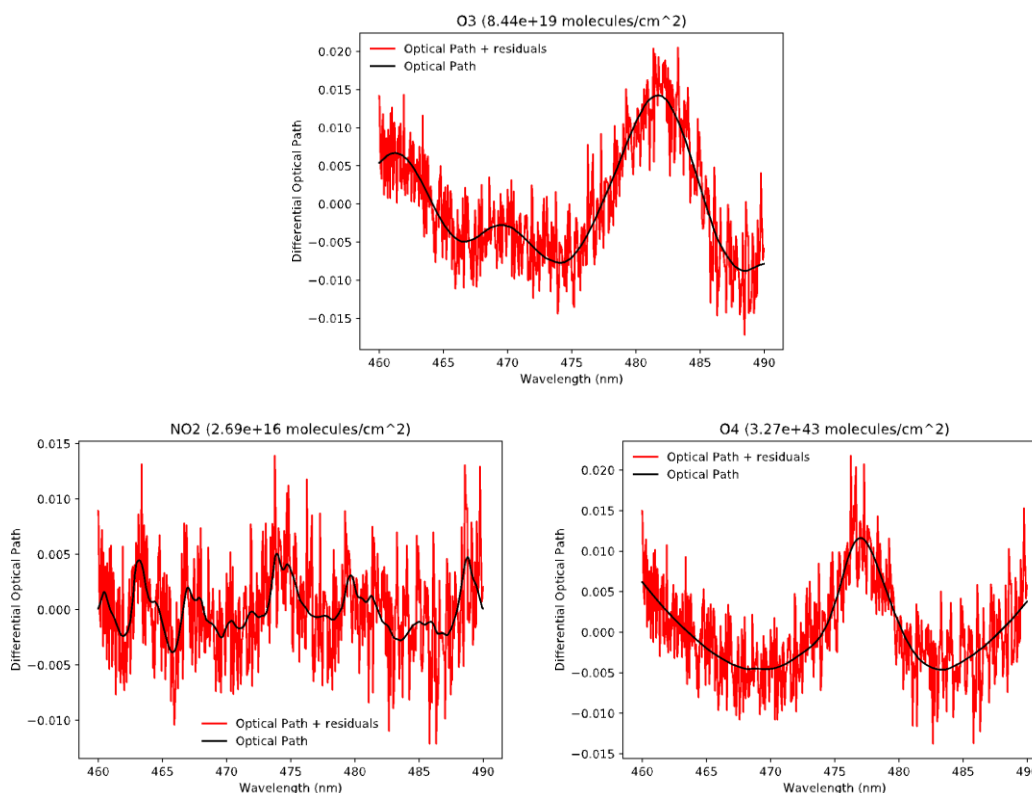 O3 (8.44e+19 molecules/cm^2)
Optical Path + residuals
Optical Path
0.020
0.015
0.010
0.005
0.000
−0.005
−0.010
−0.015
Differential Optical Path
460 465 470 475 480 485 490
Wavelength (nm)
NO2 (2.69e+16 molecules/cm^2)
0.015
0.010
0.005
0.000
−0.005
−0.010
Differential Optical Path
Optical Path + residuals
Optical Path
460 465 470 475 480 485 490
Wavelength (nm)
O4 (3.27e+43 molecules/cm^2)
Optical Path + residuals
Optical Path
0.020
0.015
0.010
0.005
0.000
−0.005
−0.010
−0.015
Differential Optical Path
460 465 470 475 480 485 490
Wavelength (nm)